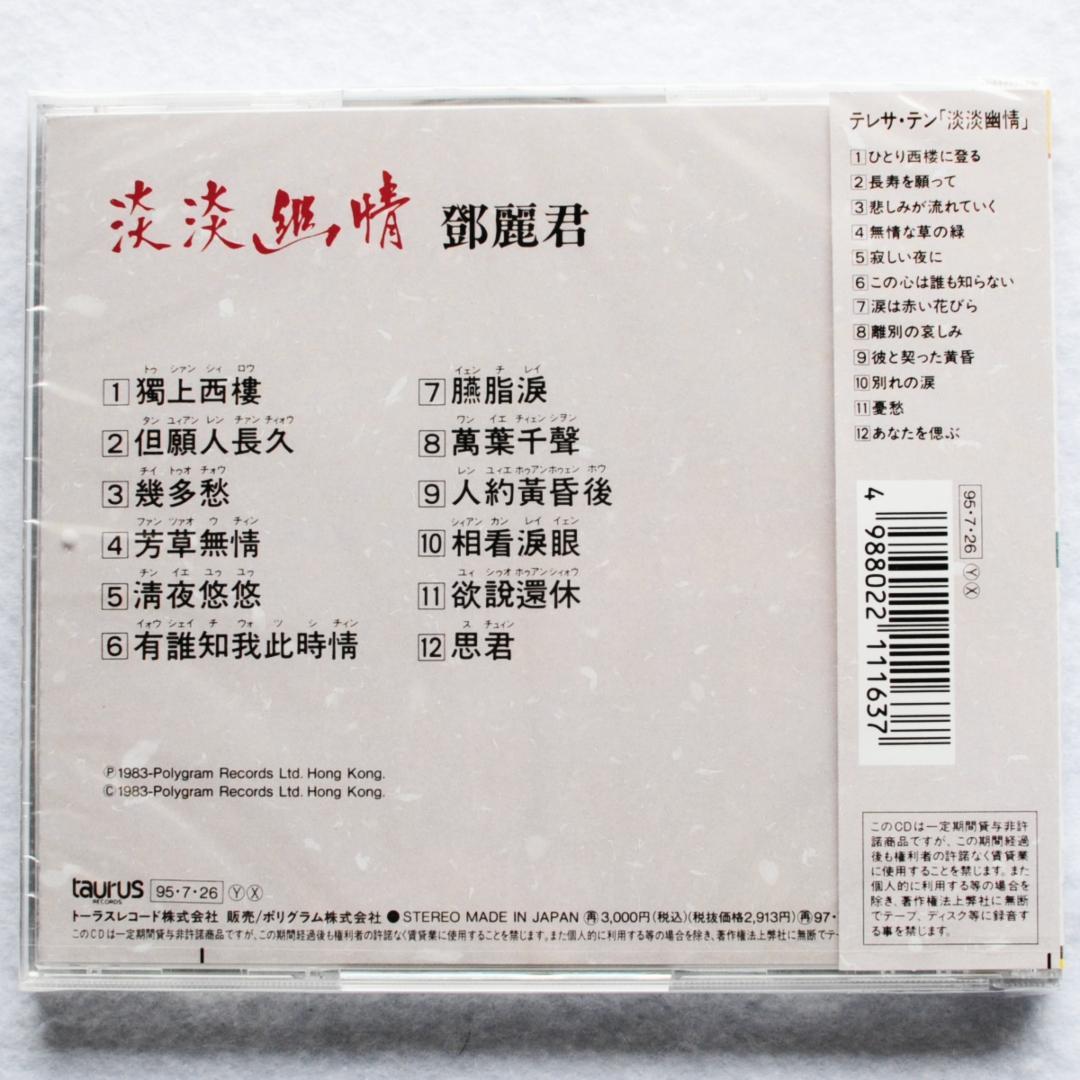 淡淡幽情 鄧麗君
トゥ シァン シィ ロウ
1 獨上西樓
タン ユィアン レン チァン チィオウ
2 但願人長久
チイ トゥオ チォウ
3 幾多愁
ファン ツァオ ウ チィン
4 芳草無情
チン イエ ユゥ ユゥ
5 淸夜悠悠
イォウ シェイ チ ウォ ツ シ チィン
6 有誰知我此時情
イェン チ レイ
7 臙脂淚
ワン イエ チィエン シヨン
8 萬葉千聲
レン ユィエ ホゥアン ホゥェン ホウ
9 人約黃昏後
シィアン カン レイ イェン
10 相看淚眼
ユィ シゥオ ホゥアン シィォウ
11 欲說還休
ス チュィン
12 思君
Ⓟ1983-Polygram Records Ltd. Hong Kong.
Ⓒ1983-Polygram Records Ltd. Hong Kong.
taurus RECORDS 95・7・26 Ⓨ Ⓧ
トーラスレコード株式会社 販売/ポリグラム株式会社 ●STEREO MADE IN JAPAN ㊢3,000円(税込)(税抜価格2,913円)㊢97・
このCDは一定期間貸与非許諾商品ですが、この期間経過後も権利者の許諾なく賃貸業に使用することを禁じます。また個人的に利用する等の場合を除き、著作権法上弊社に無断でテー
テレサ・テン「淡淡幽情」
1 ひとり西楼に登る
2 長寿を願って
3 悲しみが流れていく
4 無情な草の緑
5 寂しい夜に
6 この心は誰も知らない
7 涙は赤い花びら
8 離別の哀しみ
9 彼と契った黄昏
10 別れの涙
11 憂愁
12 あなたを偲ぶ
4 988022 111637
95・7・26 Ⓨ Ⓧ
このCDは一定期間貸与非許
諾商品ですが、この期間経過
後も権利者の許諾なく賃貸業
に使用することを禁じます。また
個人的に利用する等の場合を
除き、著作権法上弊社に無断
でテープ、ディスク等に録音す
る事を禁じます。